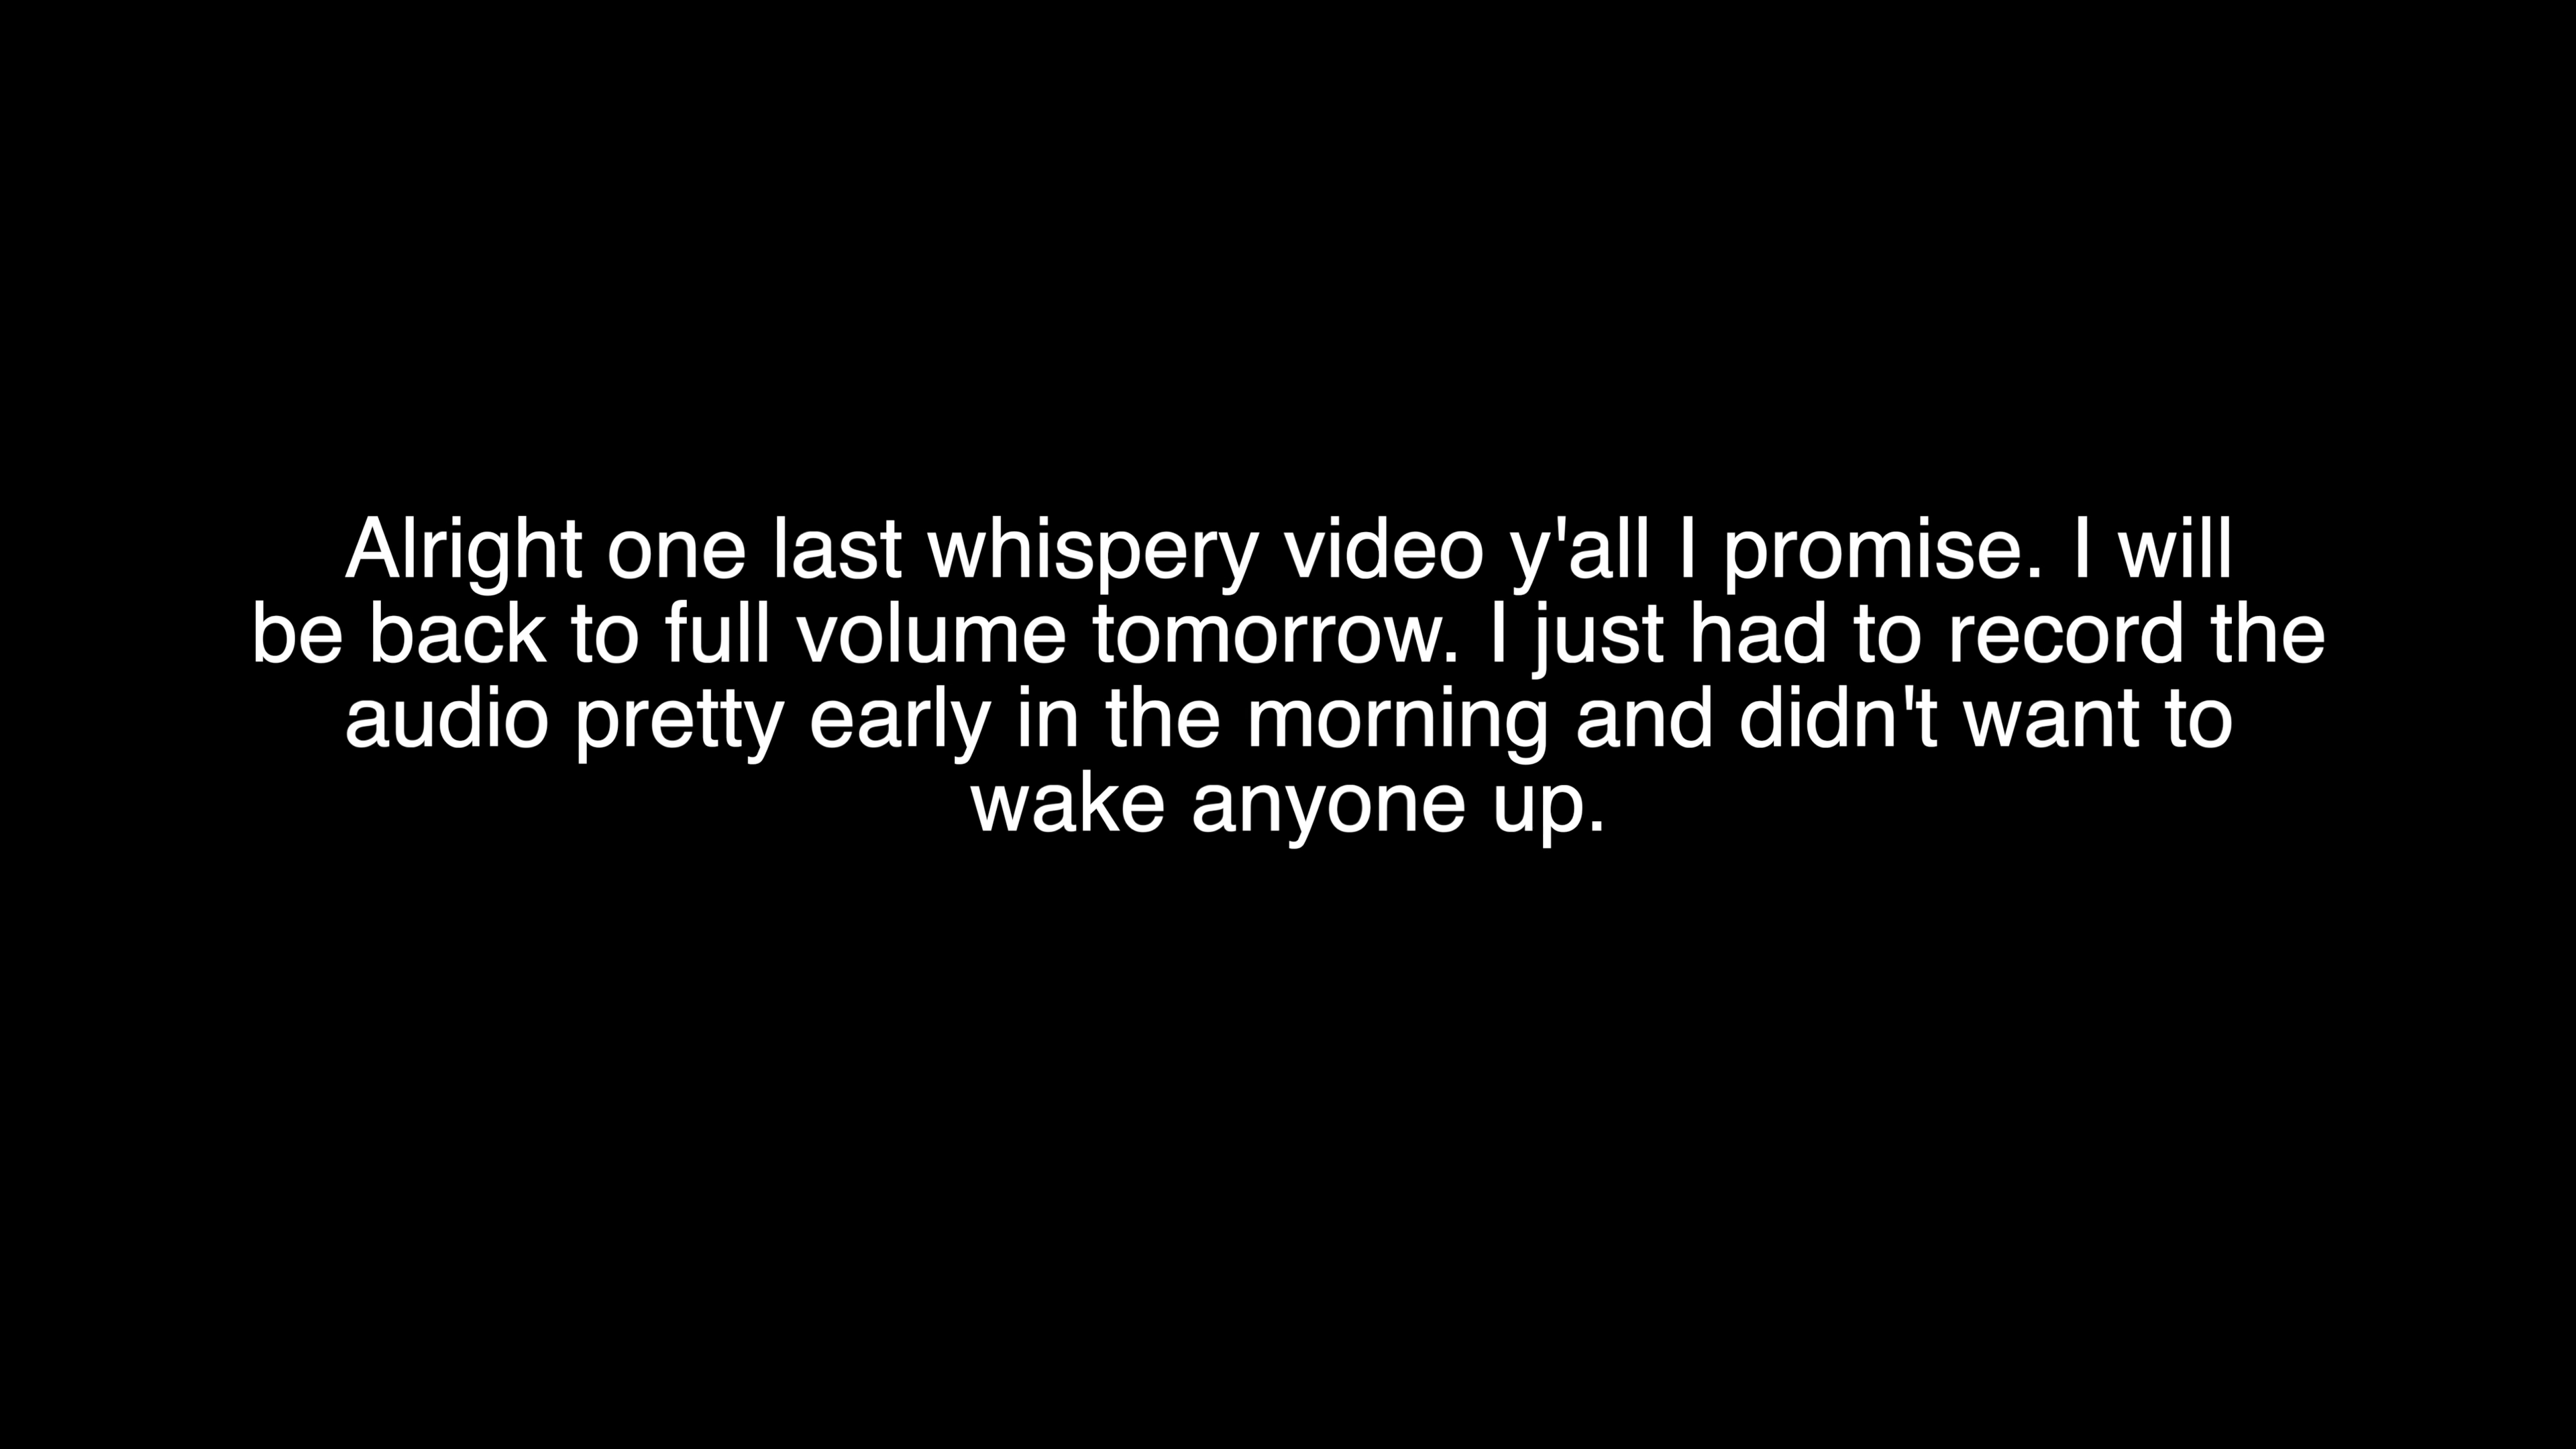 Alright one last whispery video y'all I promise. I will
be back to full volume tomorrow. I just had to record the
audio pretty early in the morning and didn't want to
wake anyone up.